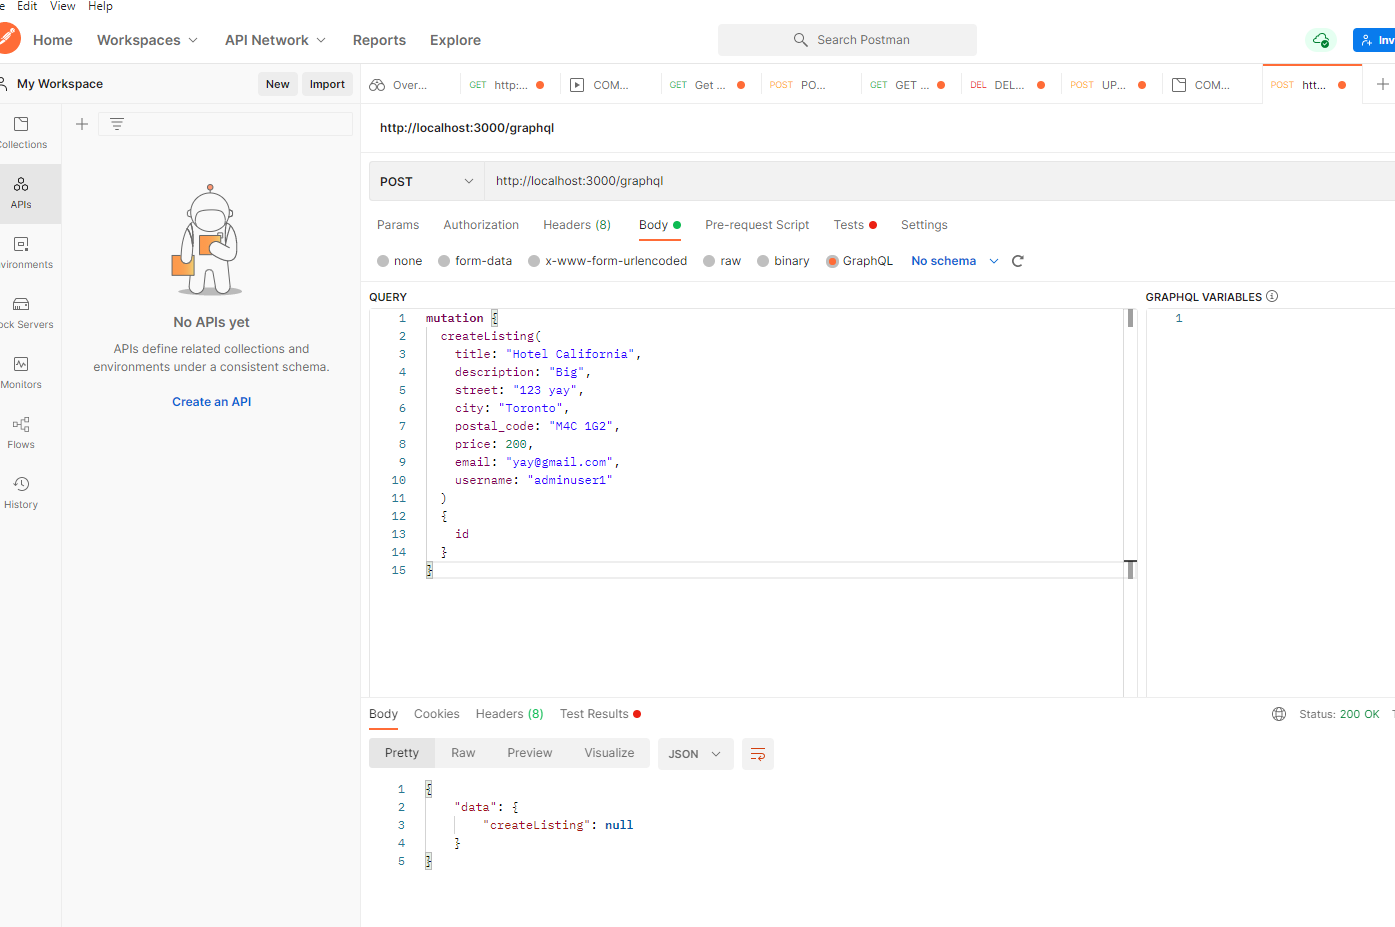 e Edit View Help
Home Workspaces API Network Reports Explore Search Postman Inv
My Workspace New Import Over... GET http:... COM... GET Get ... POST PO... GET GET ... DEL DEL... POST UP... COM... POST htt...
http://localhost:3000/graphql
Collections
APIs
vironments
ock Servers
Monitors
Flows
History
No APIs yet
APIs define related collections and
environments under a consistent schema.
Create an API
POST http://localhost:3000/graphql
Params Authorization Headers (8) Body Pre-request Script Tests Settings
none form-data x-www-form-urlencoded raw binary GraphQL No schema
QUERY GRAPHQL VARIABLES
1 mutation { 1
2 createListing(
3 title: "Hotel California",
4 description: "Big",
5 street: "123 yay",
6 city: "Toronto",
7 postal_code: "M4C 1G2",
8 price: 200,
9 email: "yay@gmail.com",
10 username: "adminuser1"
11 )
12 {
13 id
14 }
15 }
Body Cookies Headers (8) Test Results Status: 200 OK
Pretty Raw Preview Visualize JSON
1 {
2 "data": {
3 "createListing": null
4 }
5 }